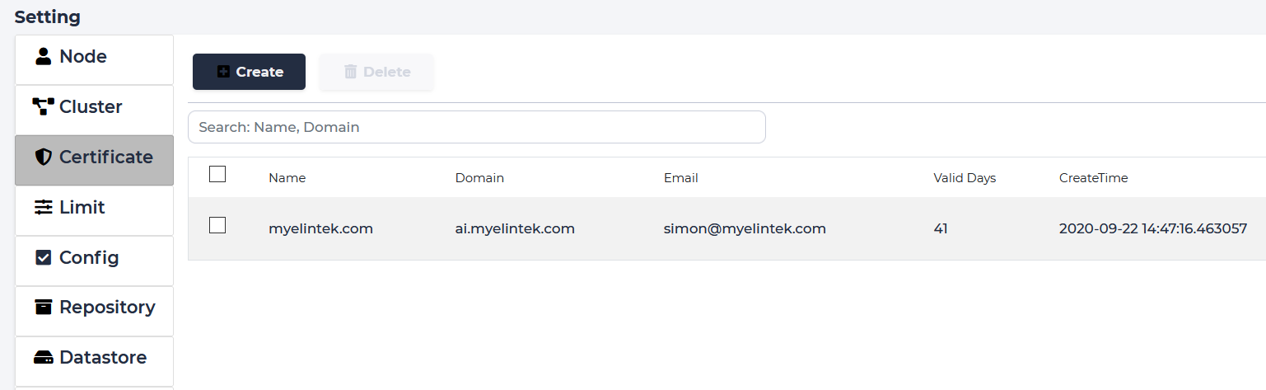 Setting
Node
Cluster
Certificate
Limit
Config
Repository
Datastore
Create Delete
Search: Name, Domain
Name Domain Email Valid Days CreateTime
myelintek.com ai.myelintek.com simon@myelintek.com 41 2020-09-22 14:47:16.463057